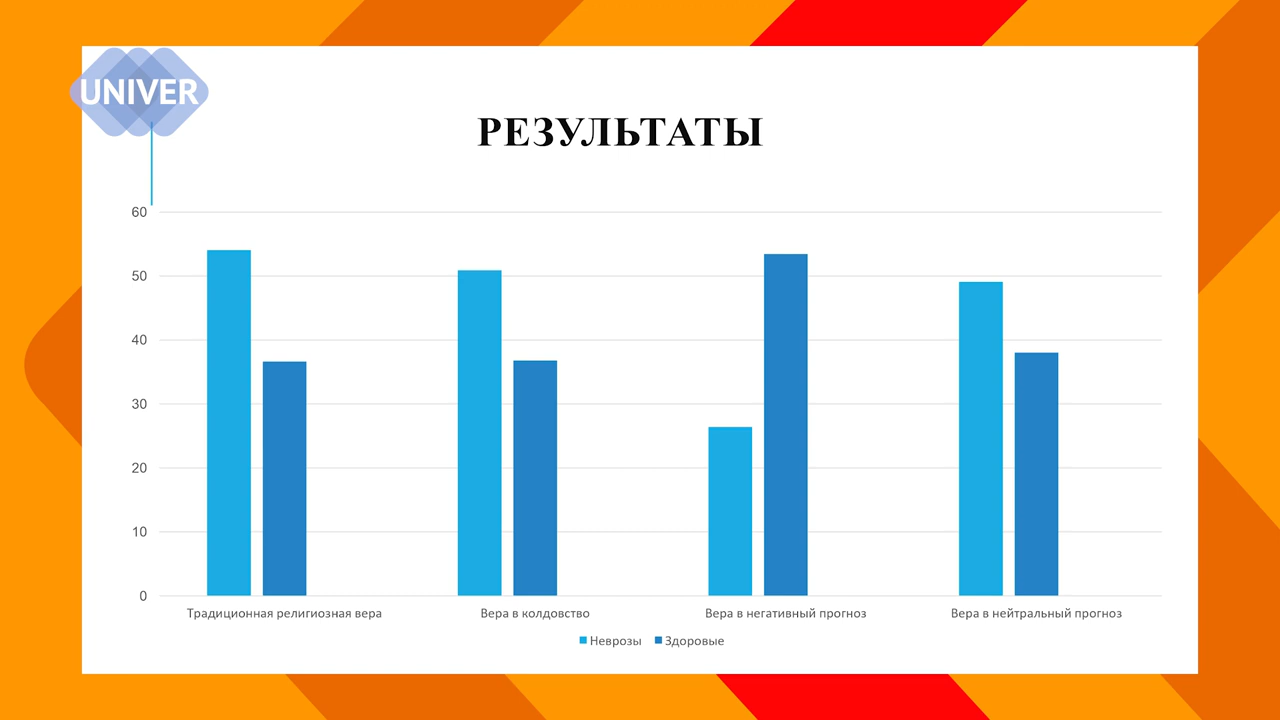 UNIVER
РЕЗУЛЬТАТЫ
60
50
40
30
20
10
0
Традиционная религиозная вера
Вера в колдовство
Вера в негативный прогноз
Вера в нейтральный прогноз
Неврозы
Здоровые